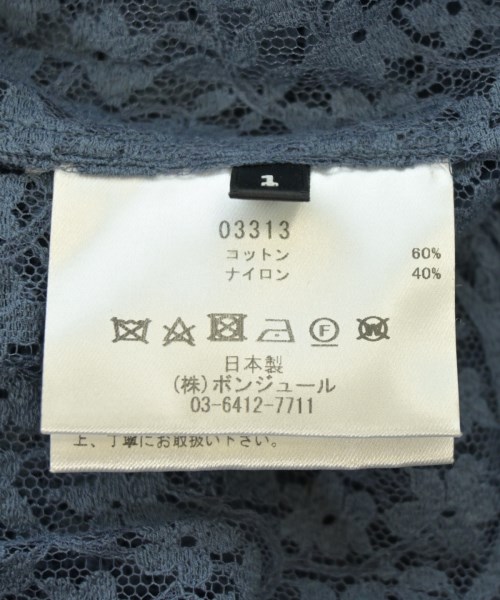 1
03313
コットン 60%
ナイロン 40%
F W
日本製
(株)ボンジュール
03-6412-7711
上、丁寧にお取扱い下さい。